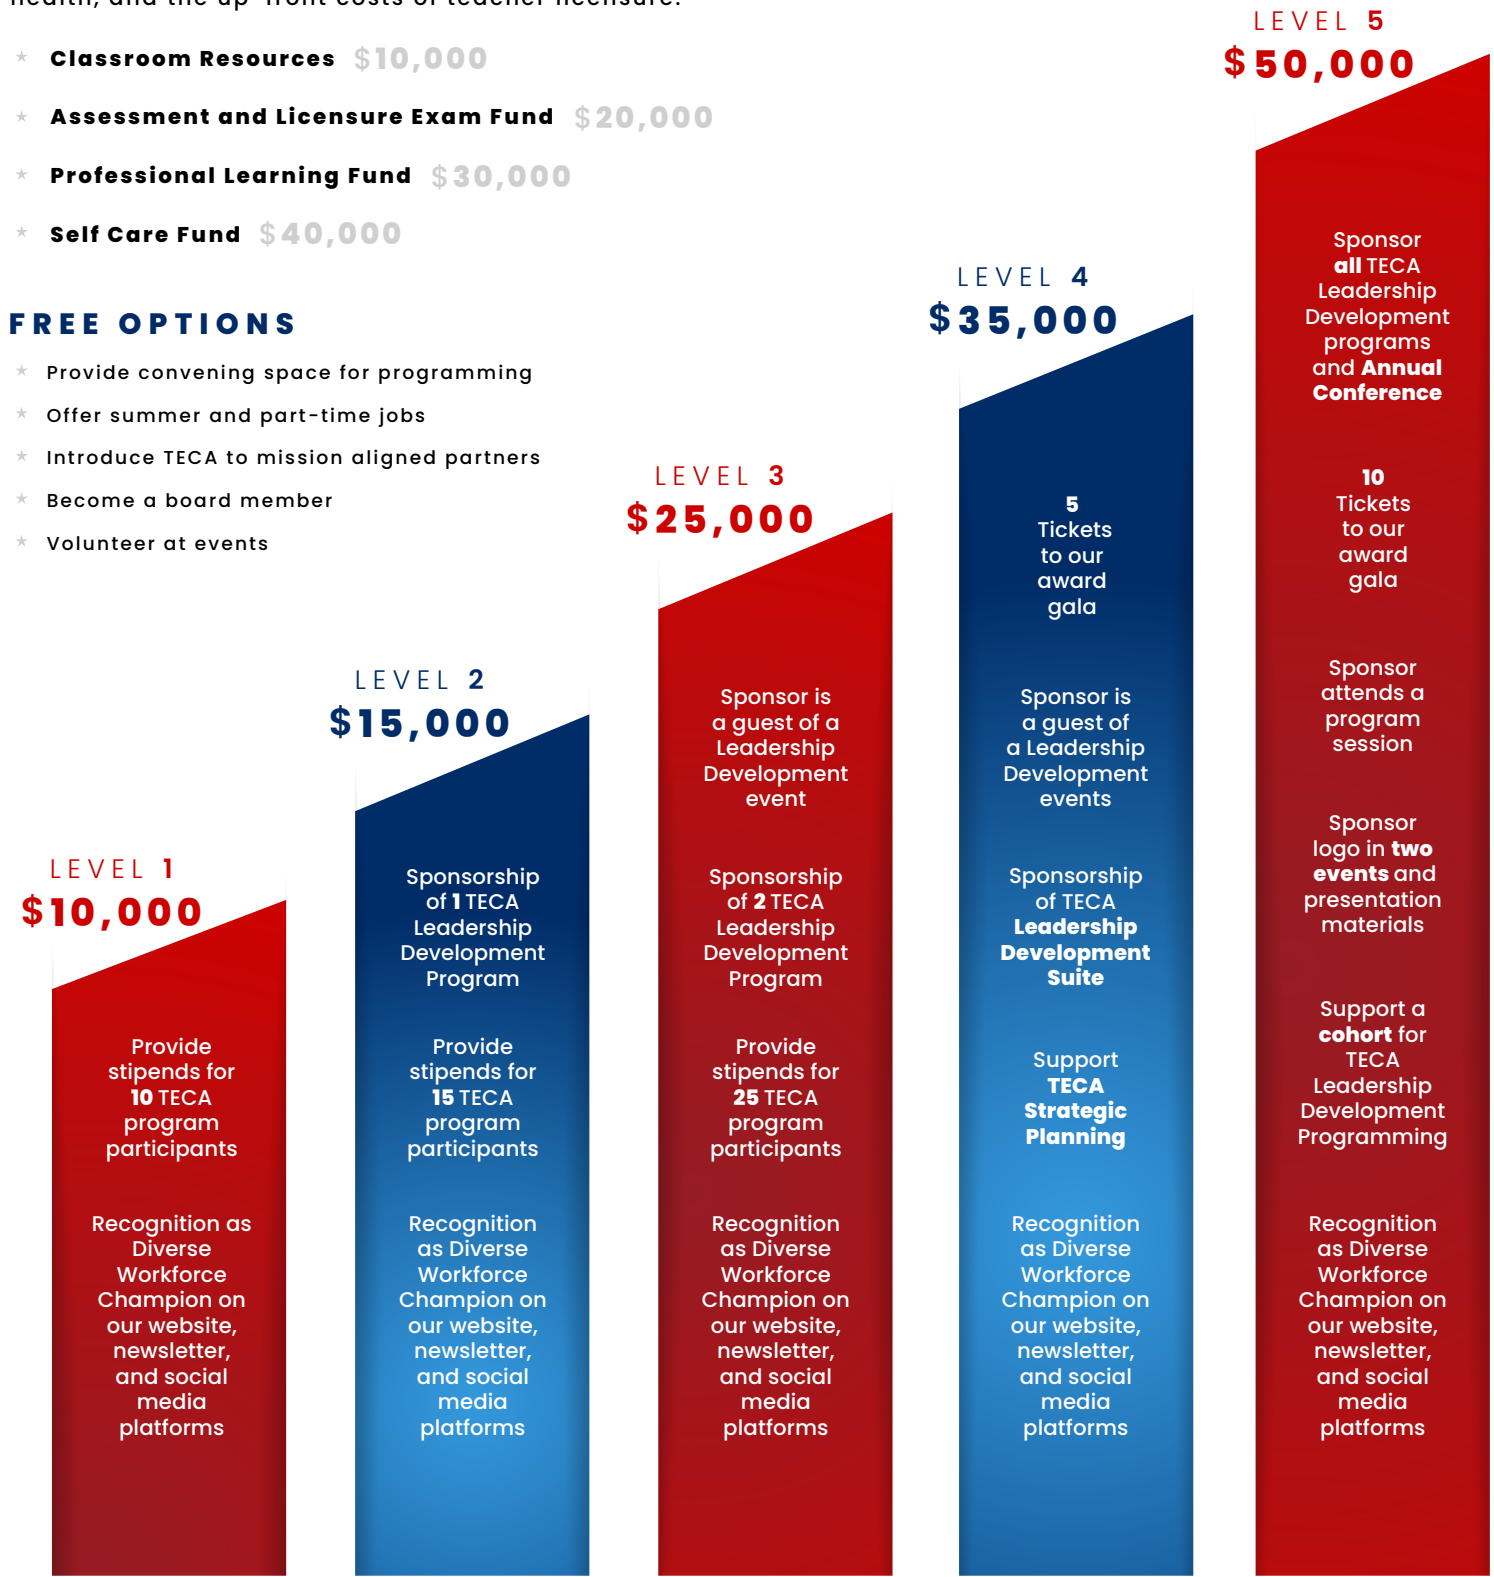 health, and the up-front costs of teacher licensure.
Classroom Resources $10,000
Assessment and Licensure Exam Fund $20,000
Professional Learning Fund $30,000
Self Care Fund $40,000
FREE OPTIONS
Provide convening space for programming
Offer summer and part-time jobs
Introduce TECA to mission aligned partners
Become a board member
Volunteer at events
LEVEL 1
$10,000
Provide
stipends for
10 TECA
program
participants
Recognition as
Diverse
Workforce
Champion on
our website,
newsletter,
and social
media
platforms
LEVEL 2
$15,000
Sponsorship
of 1 TECA
Leadership
Development
Program
Provide
stipends for
15 TECA
program
participants
Recognition
as Diverse
Workforce
Champion on
our website,
newsletter,
and social
media
platforms
LEVEL 3
$25,000
Sponsor is
a guest of a
Leadership
Development
event
Sponsorship
of 2 TECA
Leadership
Development
Program
Provide
stipends for
25 TECA
program
participants
Recognition
as Diverse
Workforce
Champion on
our website,
newsletter,
and social
media
platforms
LEVEL 4
$35,000
5
Tickets
to our
award
gala
Sponsor is
a guest of
a Leadership
Development
events
Sponsorship
of TECA
Leadership
Development
Suite
Support
TECA
Strategic
Planning
Recognition
as Diverse
Workforce
Champion on
our website,
newsletter,
and social
media
platforms
LEVEL 5
$50,000
Sponsor
all TECA
Leadership
Development
programs
and Annual
Conference
10
Tickets
to our
award
gala
Sponsor
attends a
program
session
Sponsor
logo in two
events and
presentation
materials
Support a
cohort for
TECA
Leadership
Development
Programming
Recognition
as Diverse
Workforce
Champion on
our website,
newsletter,
and social
media
platforms